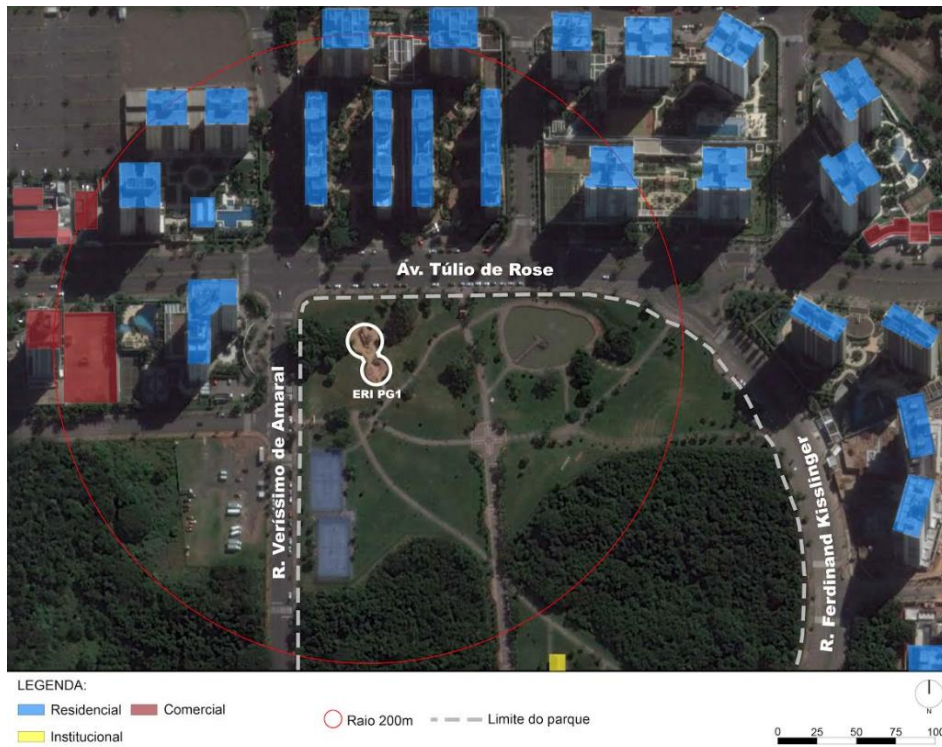 Av. Túlio de Rose
ERI PG1
R. Veríssimo de Amaral
R. Ferdinand Kisslinger
LEGENDA:
Residencial
Comercial
Institucional
Raio 200m
Limite do parque
N
0 25 50 75 100